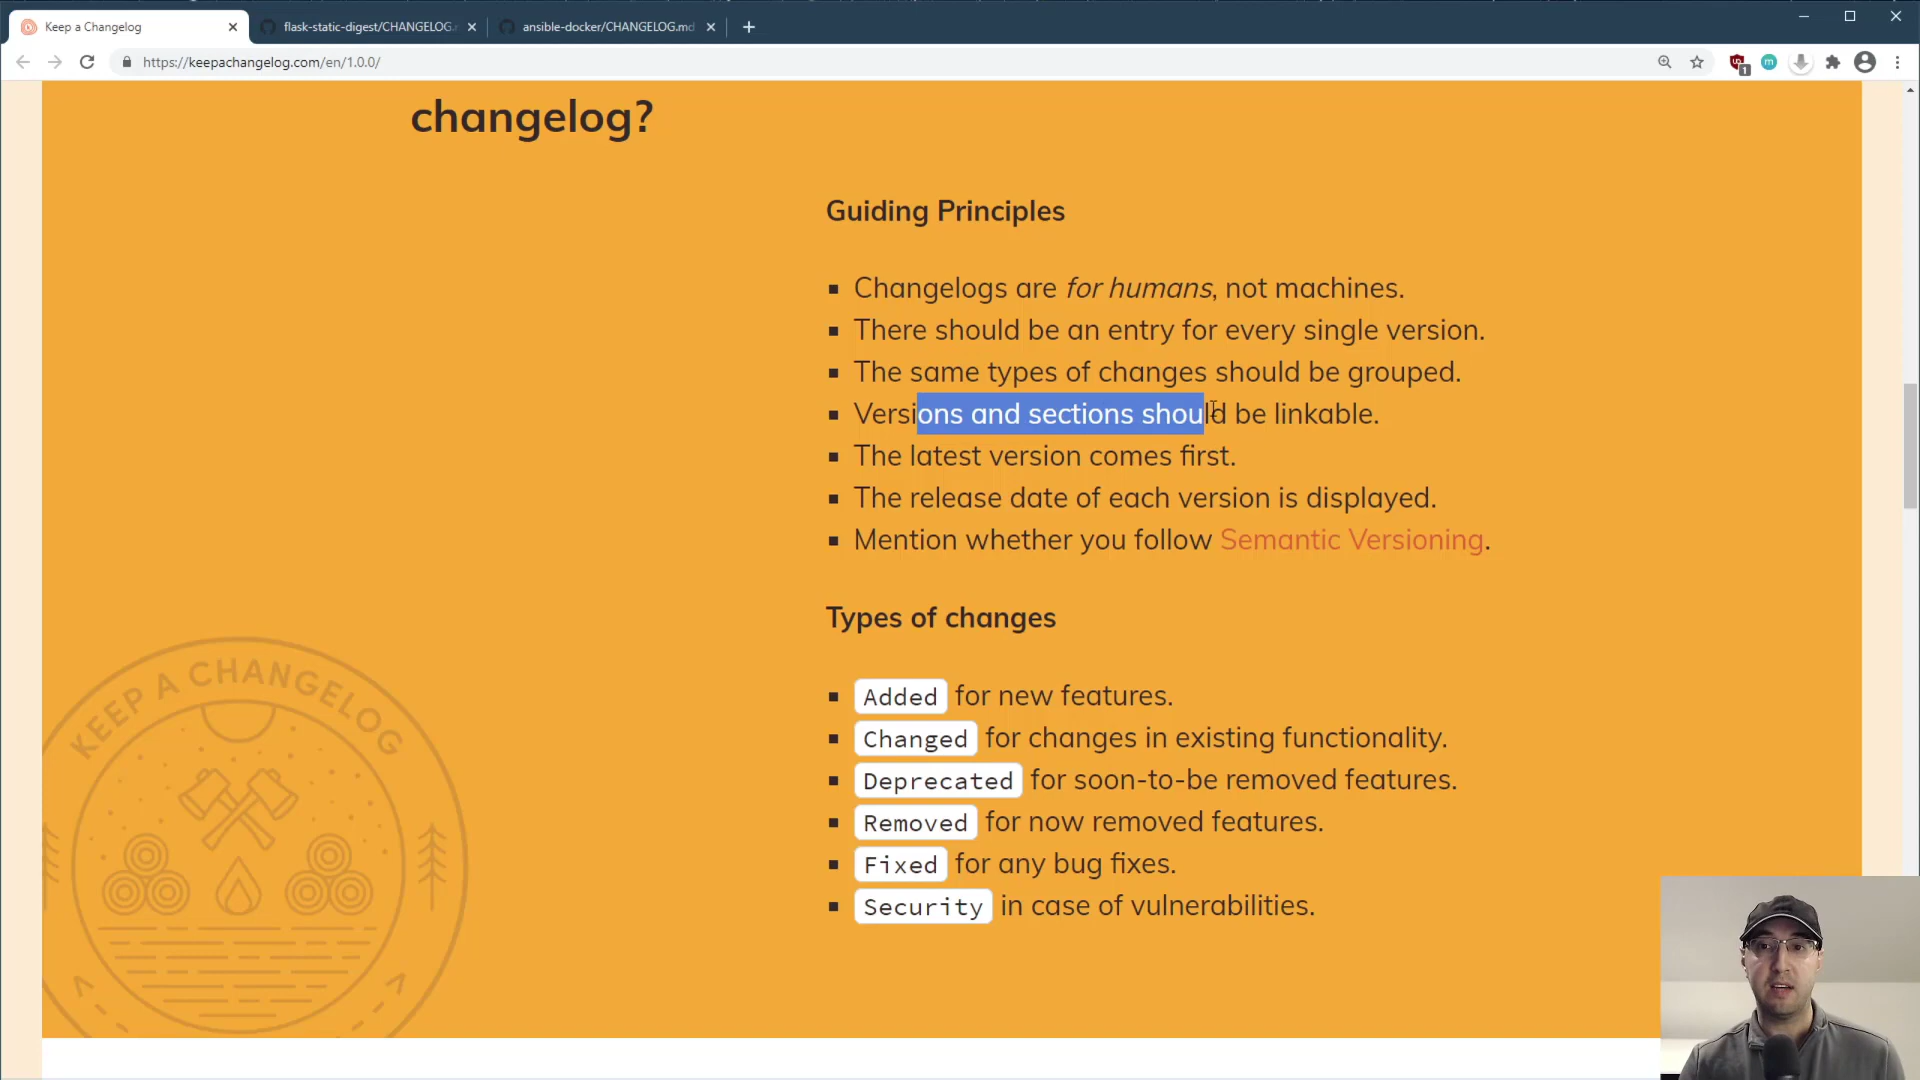 Keep a Changelog
flask-static-digest/CHANGELOG.
ansible-docker/CHANGELOG.md
https://keepachangelog.com/en/1.0.0/
1
m
changelog?
Guiding Principles
Changelogs are for humans, not machines.
There should be an entry for every single version.
The same types of changes should be grouped.
Versions and sections should be linkable.
The latest version comes first.
The release date of each version is displayed.
Mention whether you follow Semantic Versioning.
Types of changes
Added for new features.
Changed for changes in existing functionality.
Deprecated for soon-to-be removed features.
Removed for now removed features.
Fixed for any bug fixes.
Security in case of vulnerabilities.
KEEP A CHANGELOG